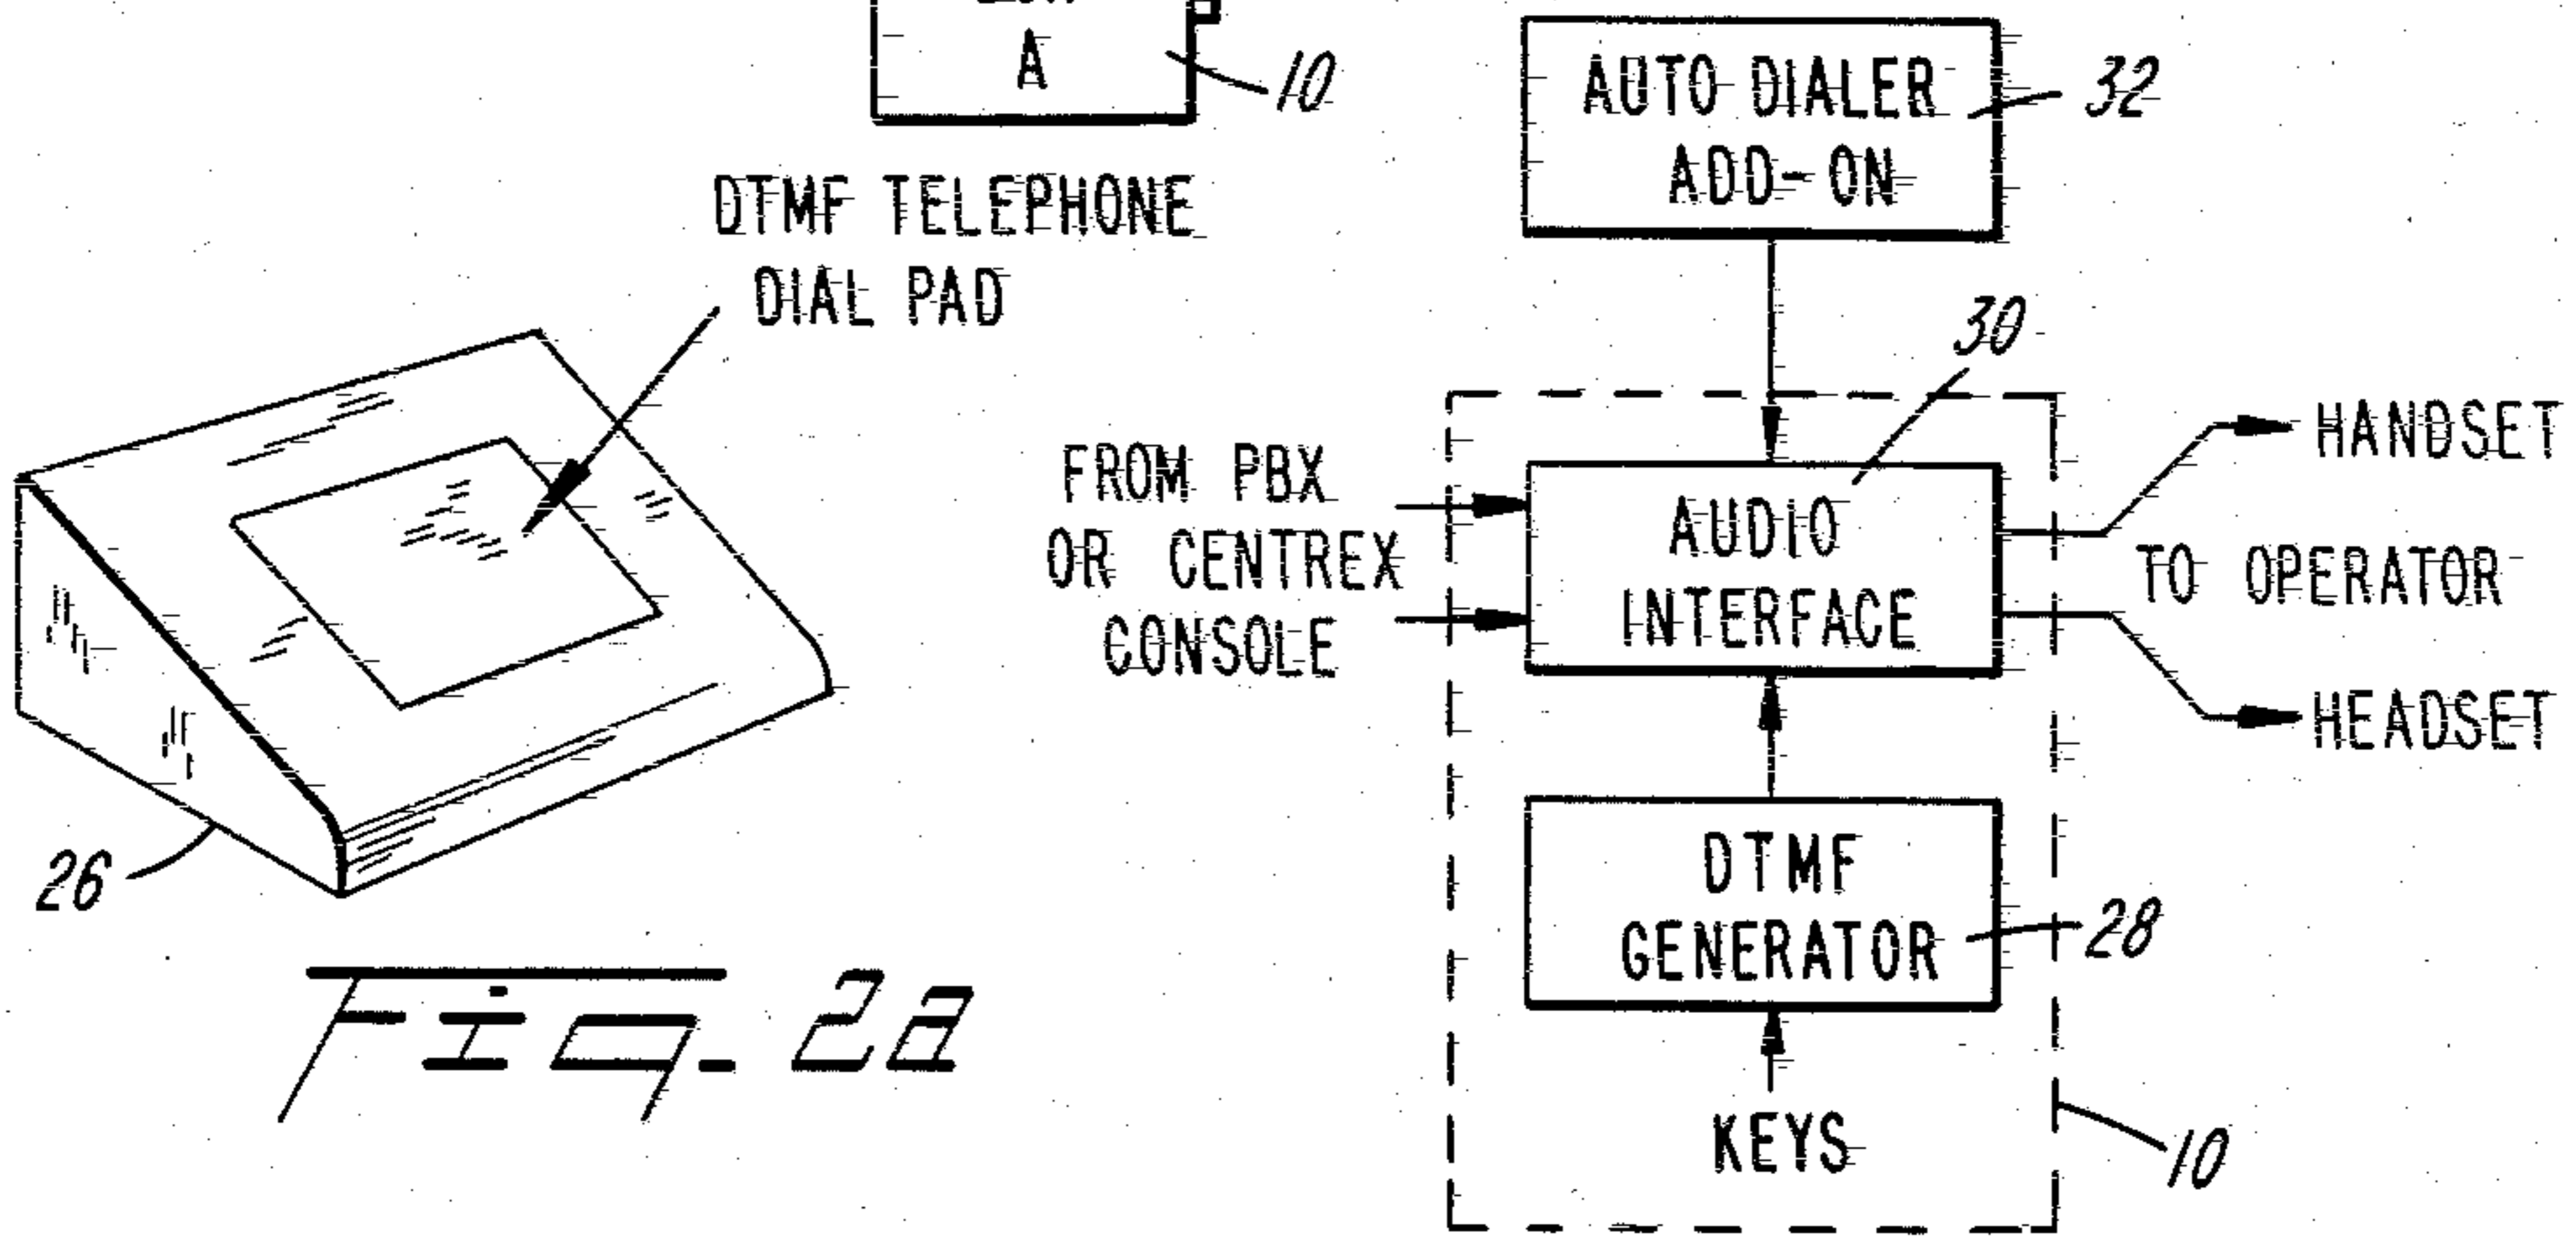 A
10
AUTO DIALER
ADD-ON
32
DTMF TELEPHONE
DIAL PAD
30
FROM PBX
OR CENTREX
CONSOLE
AUDIO
INTERFACE
HANDSET
TO OPERATOR
HEADSET
DTMF
GENERATOR
28
KEYS
10
26
Fig. 2a